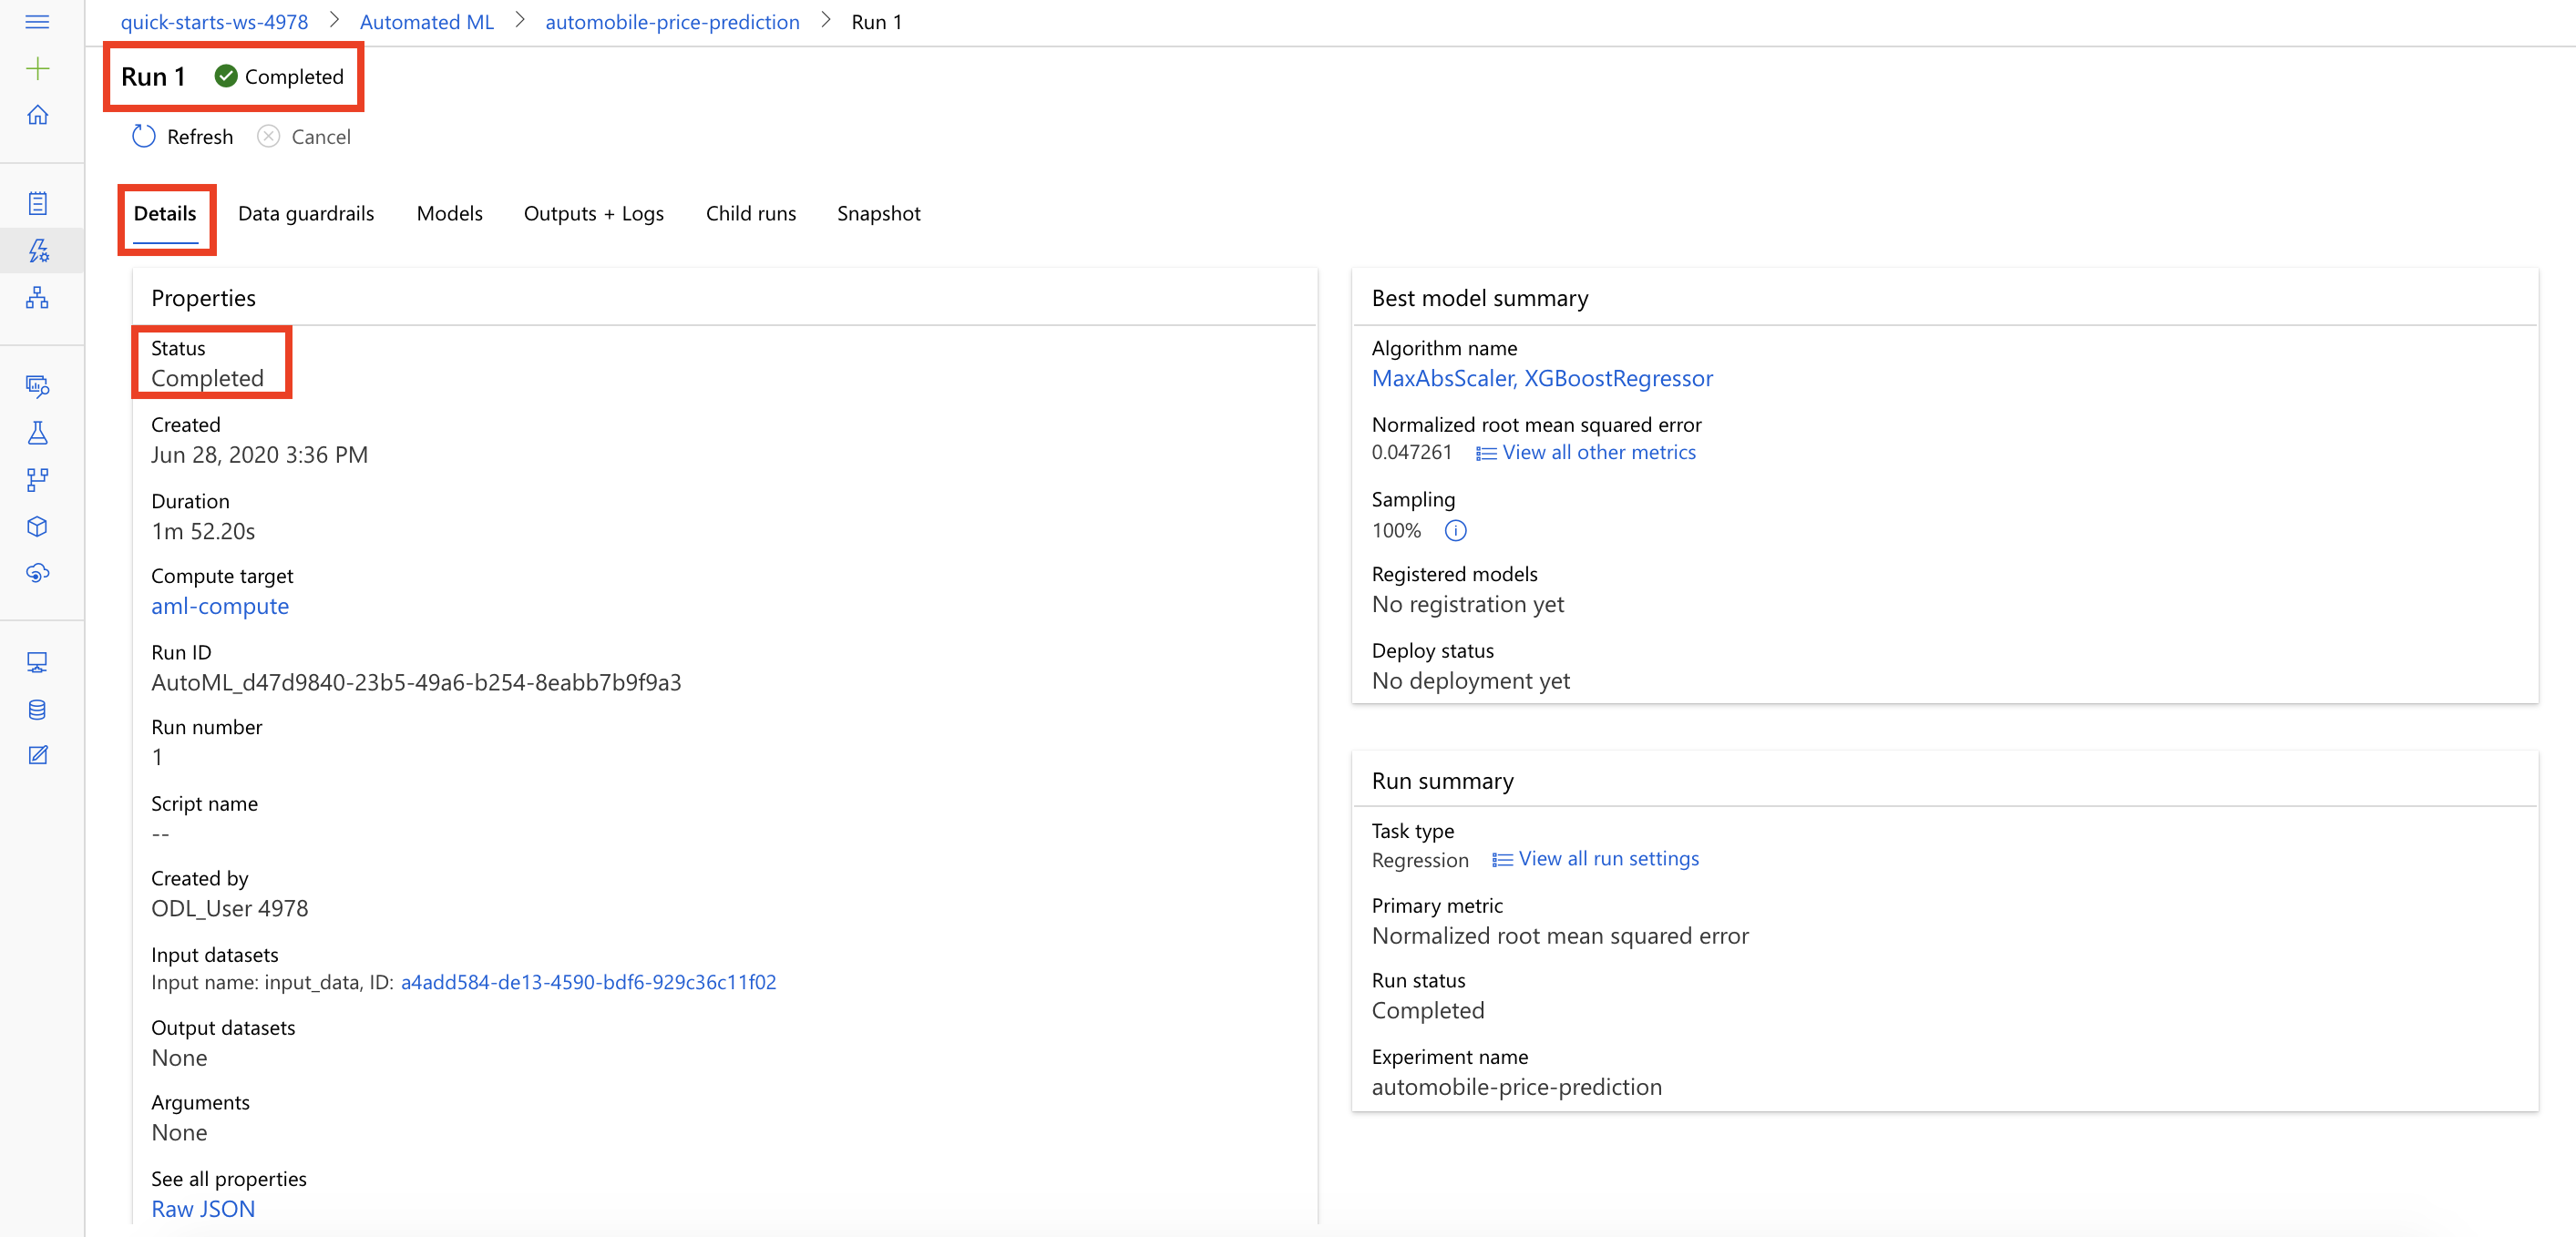 quick-starts-ws-4978 > Automated ML > automobile-price-prediction > Run 1
Run 1 Completed
Refresh Cancel
Details Data guardrails Models Outputs + Logs Child runs Snapshot
Properties
Status
Completed
Created
Jun 28, 2020 3:36 PM
Duration
1m 52.20s
Compute target
aml-compute
Run ID
AutoML_d47d9840-23b5-49a6-b254-8eabb7b9f9a3
Run number
1
Script name
--
Created by
ODL_User 4978
Input datasets
Input name: input_data, ID: a4add584-de13-4590-bdf6-929c36c11f02
Output datasets
None
Arguments
None
See all properties
Raw JSON
Best model summary
Algorithm name
MaxAbsScaler, XGBoostRegressor
Normalized root mean squared error
0.047261 View all other metrics
Sampling
100%
Registered models
No registration yet
Deploy status
No deployment yet
Run summary
Task type
Regression View all run settings
Primary metric
Normalized root mean squared error
Run status
Completed
Experiment name
automobile-price-prediction